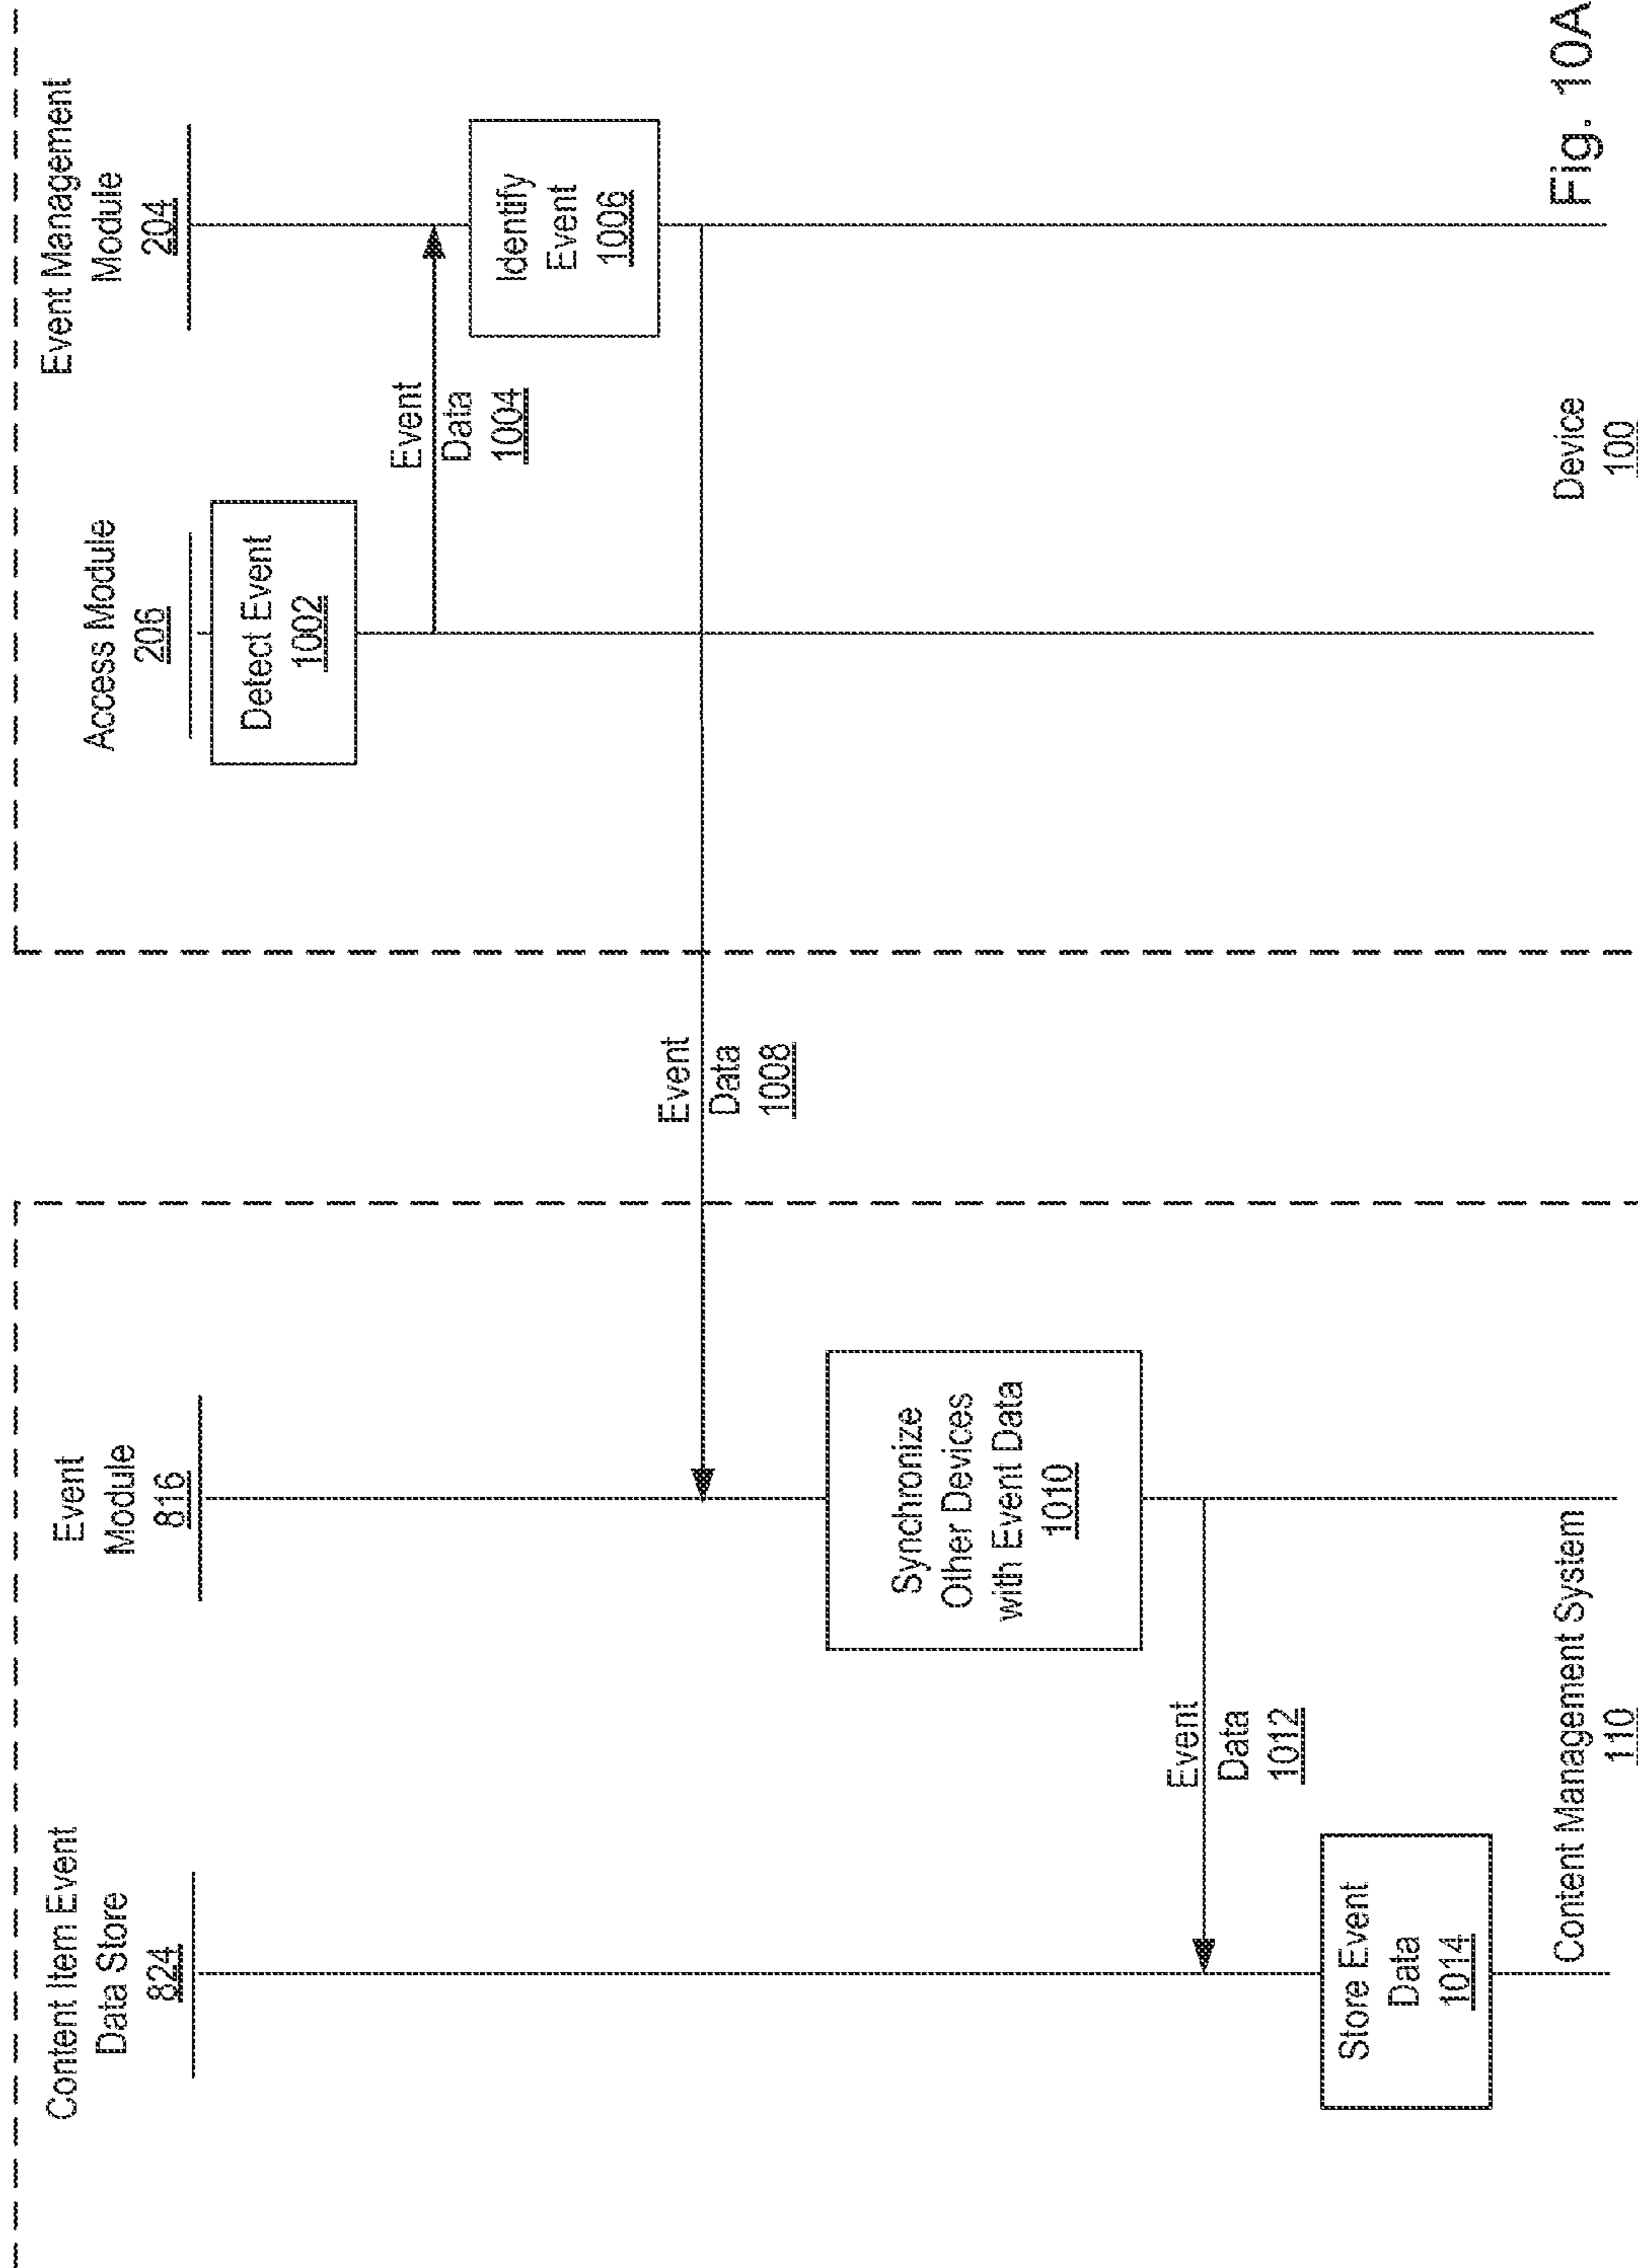 Content Item Event
Data Store
824
Event
Module
816
Access Module
206
Event Management
Module
204
Detect Event
1002
Event
Data
1004
Identify
Event
1006
Event
Data
1008
Synchronize
Other Devices
with Event Data
1010
Event
Data
1012
Store Event
Data
1014
Content Management System
110
Device
100
Fig. 10A